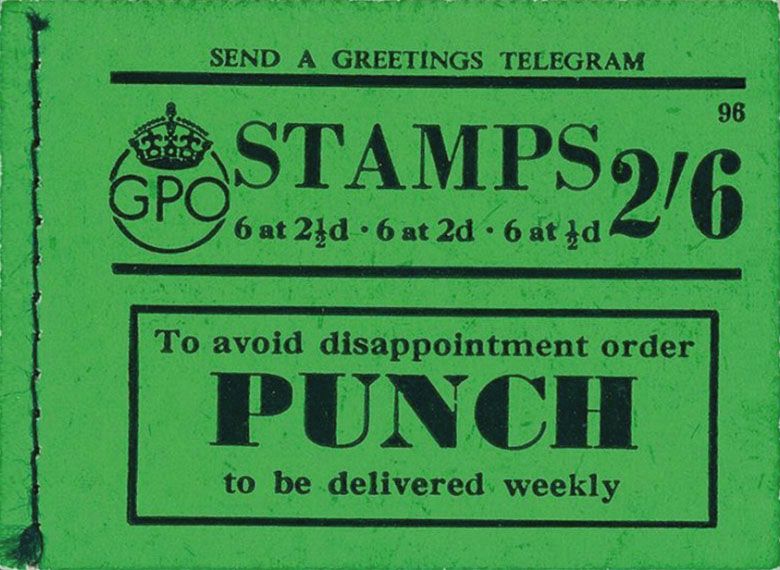 SEND A GREETINGS TELEGRAM
96
GPO
STAMPS 2/6
6 at 2½d · 6 at 2d · 6 at ½d
To avoid disappointment order
PUNCH
to be delivered weekly